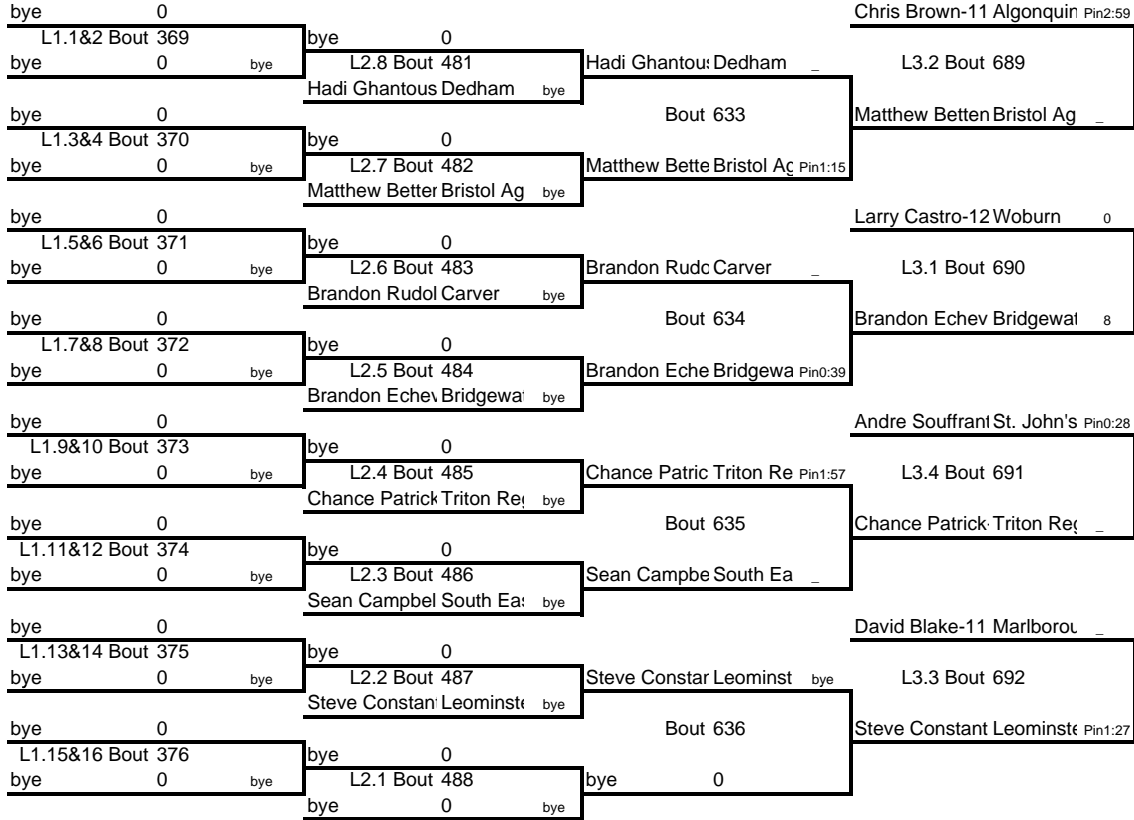 bye 0 Chris Brown-11 Algonquin Pin2:59
L1.1&2 Bout 369 bye 0
bye 0 bye L2.8 Bout 481 Hadi Ghantous Dedham _ L3.2 Bout 689
Hadi Ghantous Dedham bye
bye 0 Bout 633 Matthew Betten Bristol Ag _
L1.3&4 Bout 370 bye 0
bye 0 bye L2.7 Bout 482 Matthew Bette Bristol Ag Pin1:15
Matthew Better Bristol Ag bye
bye 0 Larry Castro-12 Woburn 0
L1.5&6 Bout 371 bye 0
bye 0 bye L2.6 Bout 483 Brandon Rudo Carver _ L3.1 Bout 690
Brandon Rudol Carver bye
bye 0 Bout 634 Brandon Echev Bridgewat 8
L1.7&8 Bout 372 bye 0
bye 0 bye L2.5 Bout 484 Brandon Eche Bridgewa Pin0:39
Brandon Echev Bridgewat bye
bye 0 Andre Souffrant St. John's Pin0:28
L1.9&10 Bout 373 bye 0
bye 0 bye L2.4 Bout 485 Chance Patric Triton Re Pin1:57 L3.4 Bout 691
Chance Patrick Triton Reg bye
bye 0 Bout 635 Chance Patrick Triton Reg _
L1.11&12 Bout 374 bye 0
bye 0 bye L2.3 Bout 486 Sean Campbe South Ea _
Sean Campbel South Eas bye
bye 0 David Blake-11 Marlborou _
L1.13&14 Bout 375 bye 0
bye 0 bye L2.2 Bout 487 Steve Constar Leominst bye L3.3 Bout 692
Steve Constant Leominste bye
bye 0 Bout 636 Steve Constant Leominste Pin1:27
L1.15&16 Bout 376 bye 0
bye 0 bye L2.1 Bout 488 bye 0
bye 0 bye